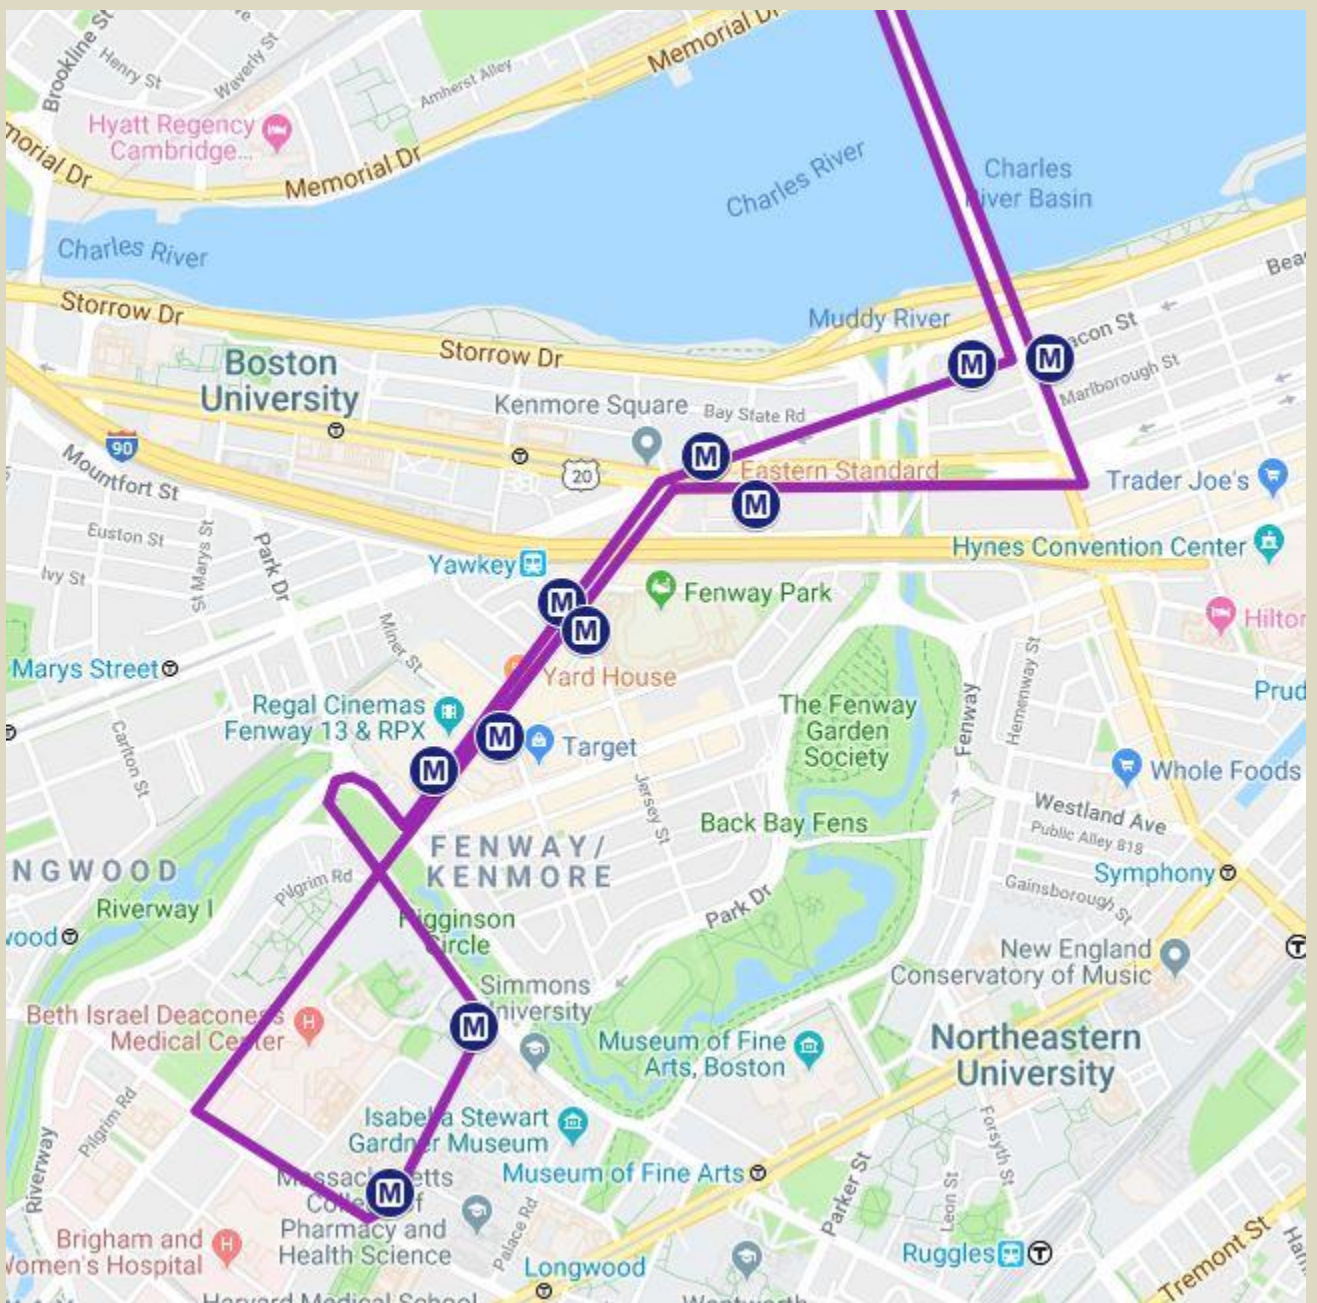 Brookline St
Henry St
Waverly St
Memorial Dr
Amherst Alley
Hyatt Regency
Cambridge...
morial Dr
Memorial Dr
Charles River
Charles
River Basin
Charles River
Bea
Storrow Dr
Muddy River
acon St
Storrow Dr
Boston
University
Marlborough St
Kenmore Square
Bay State Rd
M
M
M
90
20
Eastern Standard
Mountfort St
Trader Joe's
M
Euston St
St Marys St
Park Dr
Hynes Convention Center
Yawkey
Ivy St
Fenway Park
M
M
Hilton
Miner St
Marys Street
Yard House
Hemenway St
Prud
Regal Cinemas
Fenway 13 & RPX
The Fenway
Garden
Society
Fenway
M
Target
M
Carlton St
Jersey St
Whole Foods
Westland Ave
Back Bay Fens
Public Alley 818
FENWAY/
KENMORE
NGWOOD
Symphony
Pilgrim Rd
Gainsborough St
Riverway I
Park Dr
Higginson
Circle
wood
New England
Conservatory of Music
Simmons
University
Beth Israel Deaconess
Medical Center
M
Museum of Fine
Arts, Boston
Northeastern
University
Pilgrim Rd
Isabella Stewart
Gardner Museum
Forsyth St
Riverway
Massachusetts
College of
Pharmacy and
Health Science
M
Museum of Fine Arts
Parker St
Leon St
Palace Rd
Brigham and
Women's Hospital
Ruggles
Tremont St
Longwood
Harvard Medical School
Wentworth